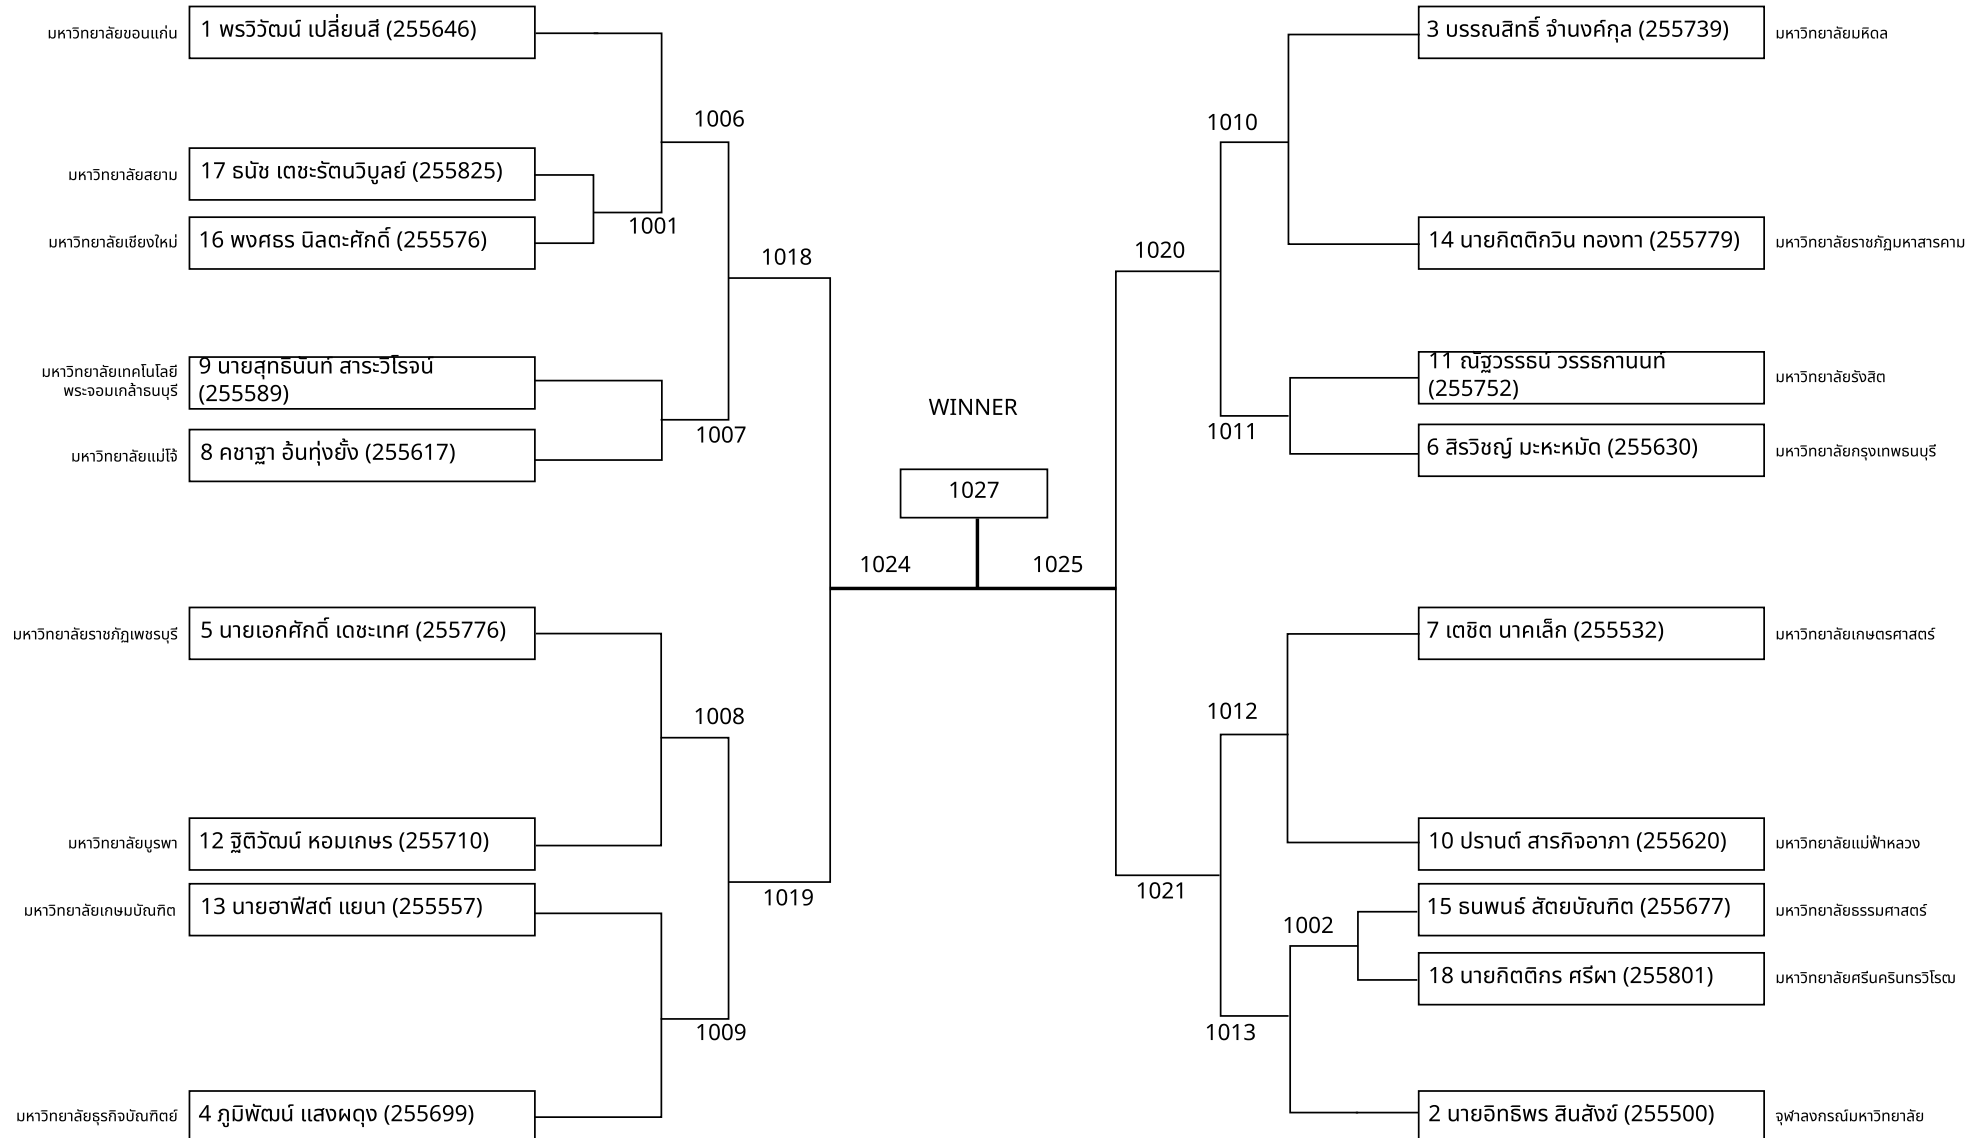 มหาวิทยาลัยขอนแก่น
1 พรวิวัฒน์ เปลี่ยนสี (255646)
1006
มหาวิทยาลัยสยาม
17 ธนัช เตชะรัตนวิบูลย์ (255825)
1001
มหาวิทยาลัยเชียงใหม่
16 พงศธร นิลตะศักดิ์ (255576)
1018
มหาวิทยาลัยเทคโนโลยี
พระจอมเกล้าธนบุรี
9 นายสุทธินันท์ สาระวิโรจน์
(255589)
1007
มหาวิทยาลัยแม่โจ้
8 คชาฐา อ้นทุ่งยั้ง (255617)
WINNER
1027
1024
1025
มหาวิทยาลัยราชภัฏเพชรบุรี
5 นายเอกศักดิ์ เดชะเทศ (255776)
1008
มหาวิทยาลัยบูรพา
12 ฐิติวัฒน์ หอมเกษร (255710)
1019
มหาวิทยาลัยเกษมบัณฑิต
13 นายฮาฟีสต์ แยนา (255557)
1009
มหาวิทยาลัยธุรกิจบัณฑิตย์
4 ภูมิพัฒน์ แสงผดุง (255699)
3 บรรณสิทธิ์ จำนงค์กุล (255739)
มหาวิทยาลัยมหิดล
1010
14 นายกิตติกวิน ทองทา (255779)
มหาวิทยาลัยราชภัฏมหาสารคาม
1020
11 ณัฐวรรธน์ วรรธกานนท์
(255752)
มหาวิทยาลัยรังสิต
1011
6 สิรวิชญ์ มะหะหมัด (255630)
มหาวิทยาลัยกรุงเทพธนบุรี
7 เตชิต นาคเล็ก (255532)
มหาวิทยาลัยเกษตรศาสตร์
1012
10 ปรานต์ สารกิจอาภา (255620)
มหาวิทยาลัยแม่ฟ้าหลวง
1021
1002
15 ธนพนธ์ สัตยบัณฑิต (255677)
มหาวิทยาลัยธรรมศาสตร์
18 นายกิตติกร ศรีผา (255801)
มหาวิทยาลัยศรีนครินทรวิโรฒ
1013
2 นายอิทธิพร สินสังข์ (255500)
จุฬาลงกรณ์มหาวิทยาลัย